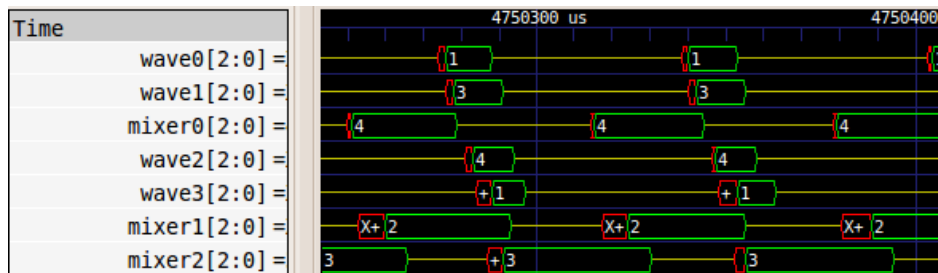 Time 4750300 us 4750400
wave0[2:0] = 1 1
wave1[2:0] = 3 3
mixer0[2:0] = 4 4 4
wave2[2:0] = 4 4
wave3[2:0] = + 1 + 1
mixer1[2:0] = X+ 2 X+ 2 X+ 2
mixer2[2:0] = 3 + 3 3